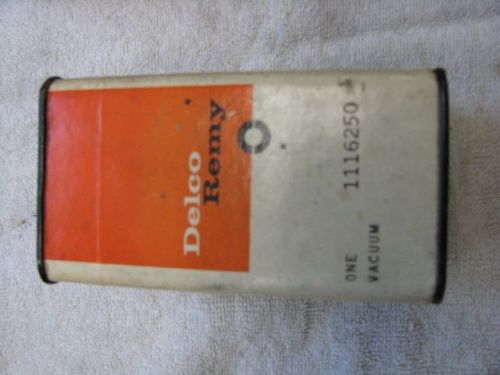 Delco
Remy
1116250
ONE
VACUUM